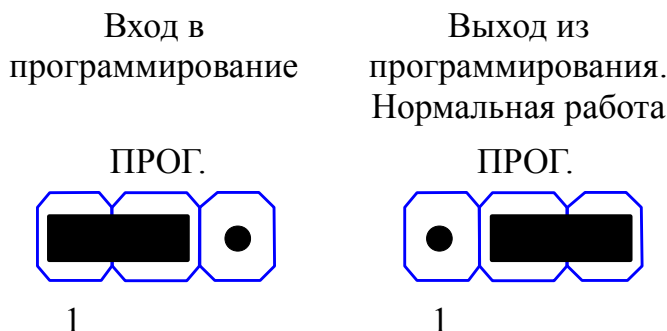 Вход в
программирование
ПРОГ.
1
Выход из
программирования.
Нормальная работа
ПРОГ.
1